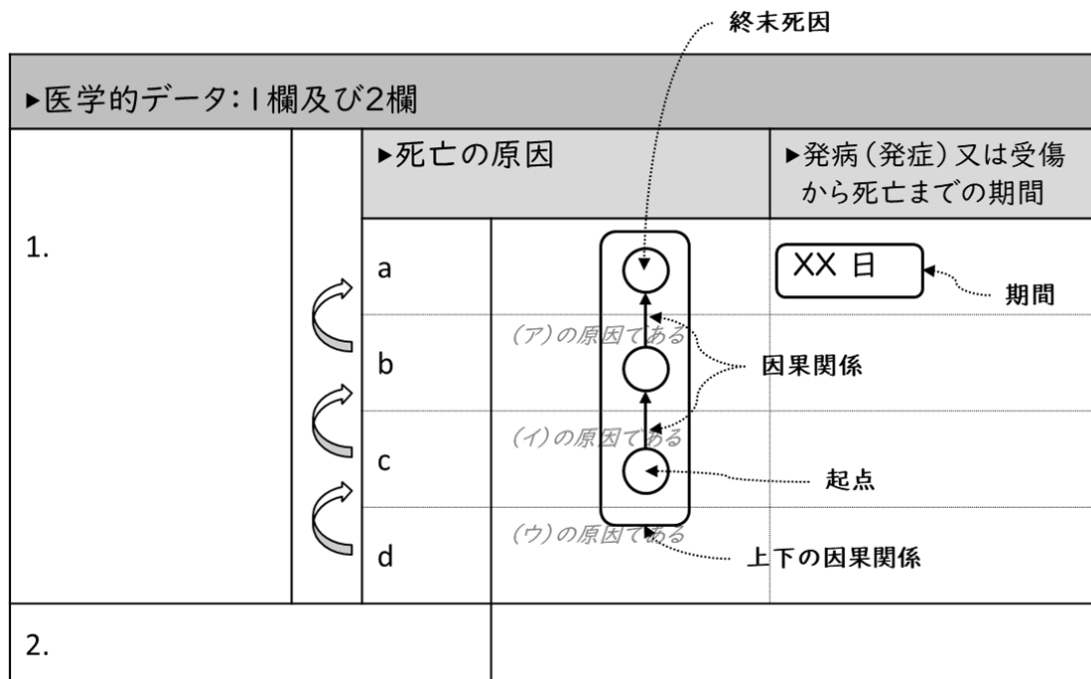 終末死因
▸医学的データ:1欄及び2欄
▸死亡の原因
▸発病(発症)又は受傷
から死亡までの期間
1.
a
XX 日
期間
(ア)の原因である
b
因果関係
(イ)の原因である
c
起点
(ウ)の原因である
d
上下の因果関係
2.